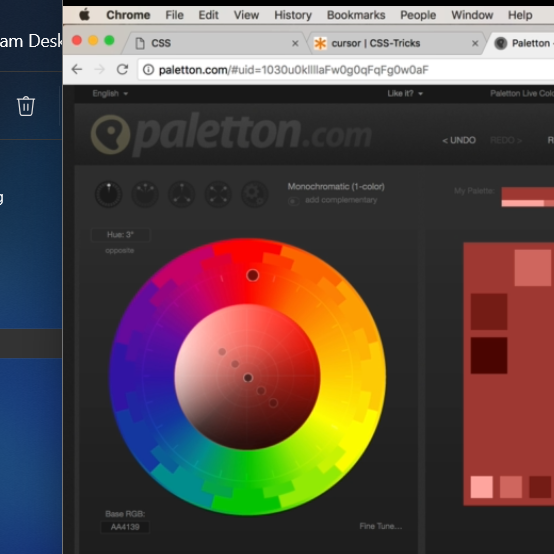 am Desk
g
Chrome File Edit View History Bookmarks People Window Help
CSS × cursor | CSS-Tricks × Paletton
paletton.com/#uid=1030u0kllllaFw0g0qFqFg0w0aF
English Like it? Paletton Live Col
paletton.com
< UNDO REDO > R
Monochromatic (1-color)
add complementary
My Palette:
Hue: 3°
opposite
Base RGB:
AA4139
Fine Tune...